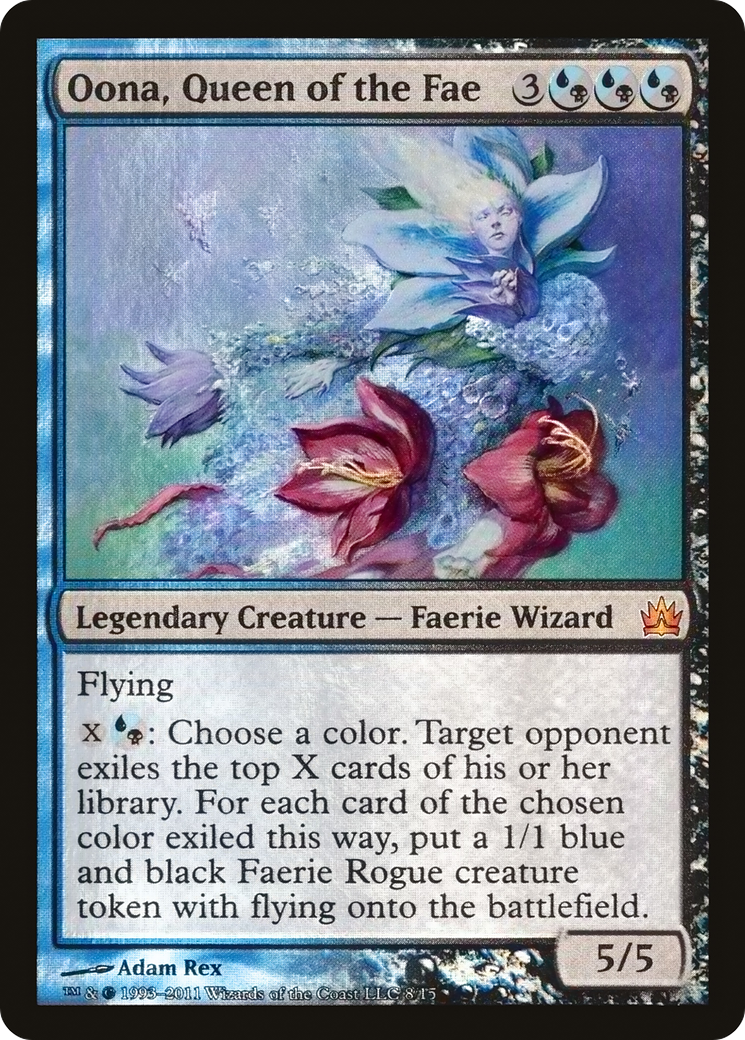 Oona, Queen of the Fae 3
Legendary Creature — Faerie Wizard
Flying
X : Choose a color. Target opponent
exiles the top X cards of his or her
library. For each card of the chosen
color exiled this way, put a 1/1 blue
and black Faerie Rogue creature
token with flying onto the battlefield.
5/5
Adam Rex
™ & © 1993–2011 Wizards of the Coast LLC 8/15